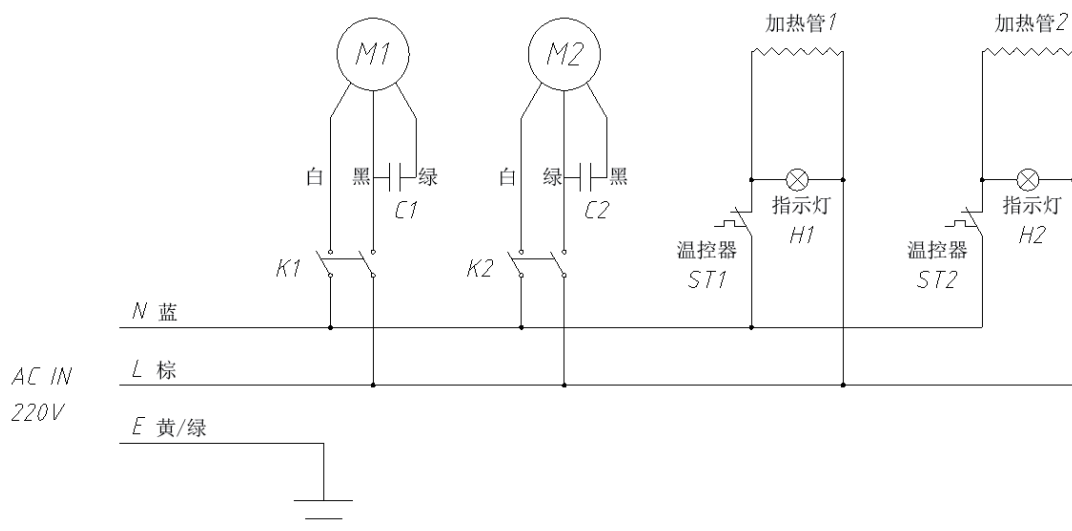 M1
M2
加热管1
加热管2
白
黑
绿
C1
白
绿
黑
C2
指示灯
H1
指示灯
H2
温控器
ST1
温控器
ST2
K1
K2
N 蓝
L 棕
AC IN
220V
E 黄/绿